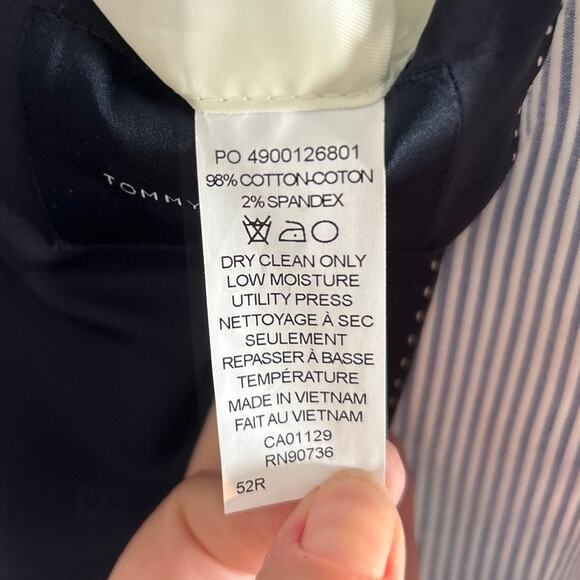 TOMMY
PO 4900126801
98% COTTON-COTON
2% SPANDEX
DRY CLEAN ONLY
LOW MOISTURE
UTILITY PRESS
NETTOYAGE À SEC
SEULEMENT
REPASSER À BASSE
TEMPÉRATURE
MADE IN VIETNAM
FAIT AU VIETNAM
CA01129
RN90736
52R